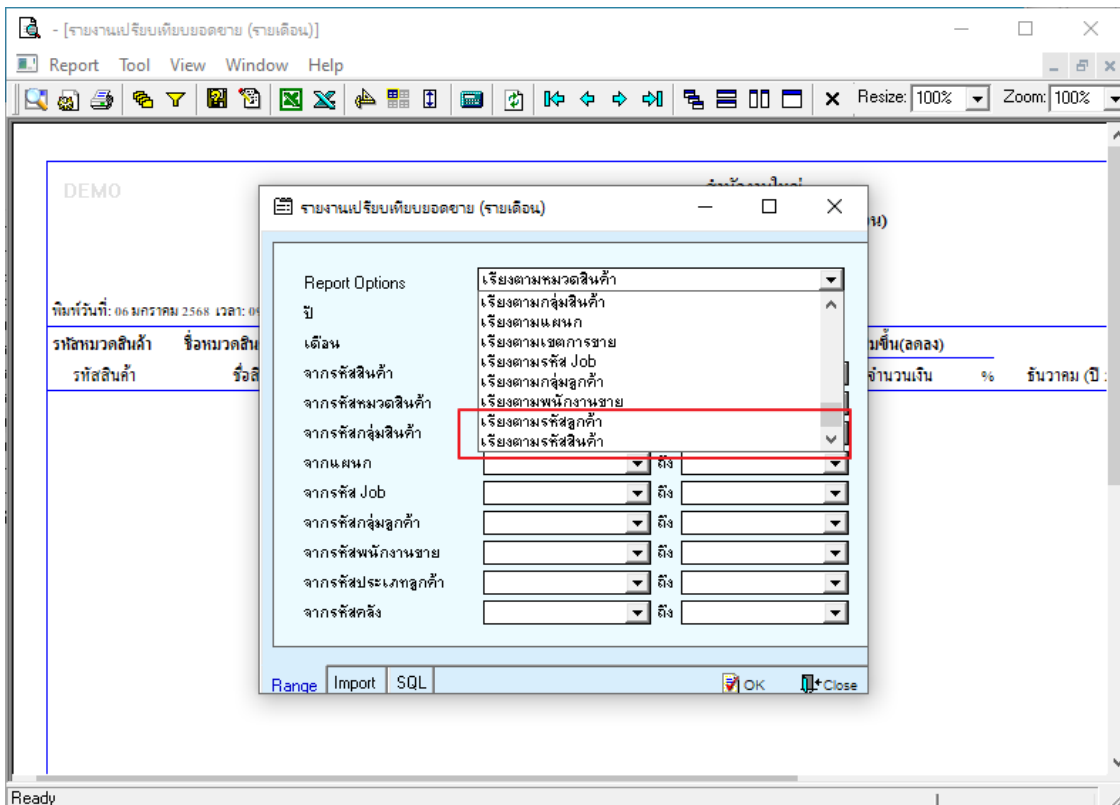 - [รายงานเปรียบเทียบยอดขาย (รายเดือน)]
Report Tool View Window Help
Resize: 100% Zoom: 100%
DEMO
รายงานเปรียบเทียบยอดขาย (รายเดือน)
พิมพ์วันที่: 06 มกราคม 2568 เวลา:
รหัสหมวดสินค้า
รหัสสินค้า
จำนวนเงิน % ธันวาคม (ปี
Report Options เรียงตามหมวดสินค้า
เรียงตามกลุ่มสินค้า
เรียงตามแผนก
เรียงตามเขตการขาย
เรียงตามรหัส Job
เรียงตามกลุ่มลูกค้า
เรียงตามพนักงานขาย
เรียงตามรหัสลูกค้า
เรียงตามรหัสสินค้า
ปี
เดือน
จากรหัสสินค้า
จากรหัสหมวดสินค้า
จากรหัสกลุ่มสินค้า
จากแผนก ถึง
จากรหัส Job ถึง
จากรหัสกลุ่มลูกค้า ถึง
จากรหัสพนักงานขาย ถึง
จากรหัสประเภทลูกค้า ถึง
จากรหัสคลัง ถึง
Range Import SQL OK Close
Ready